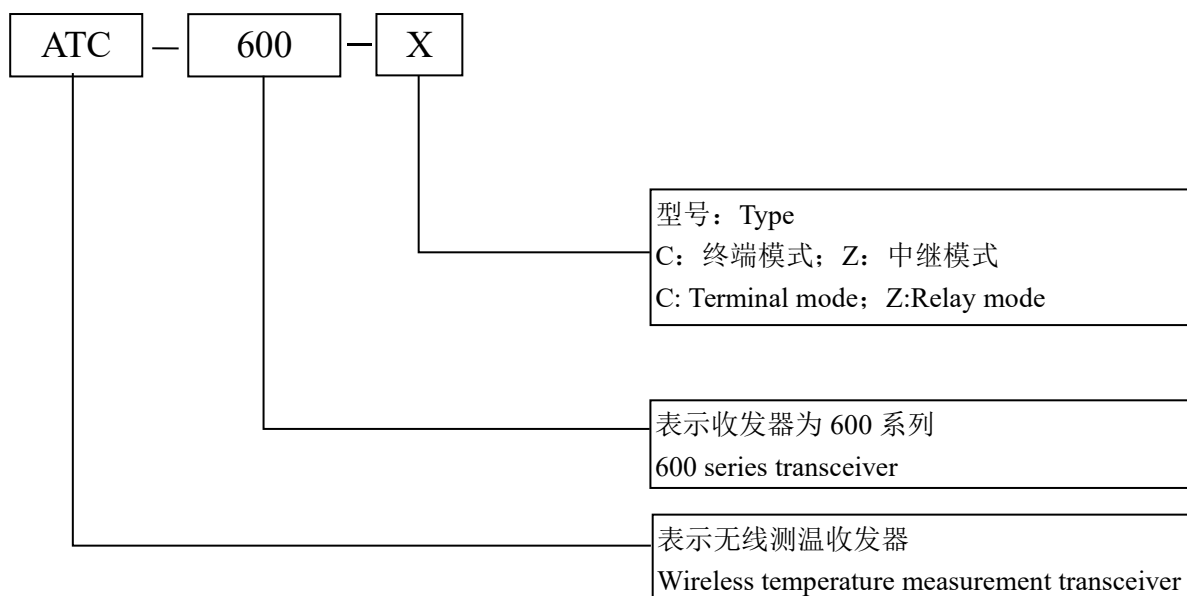 ATC — 600 — X
型号：Type
C：终端模式；Z：中继模式
C: Terminal mode；Z:Relay mode
表示收发器为 600 系列
600 series transceiver
表示无线测温收发器
Wireless temperature measurement transceiver